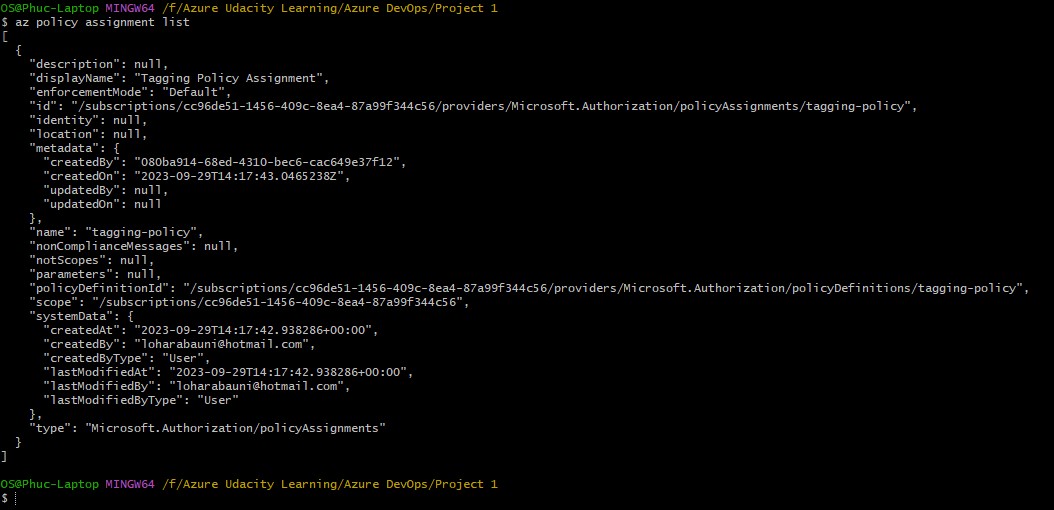 OS@Phuc-Laptop MINGW64 /f/Azure Udacity Learning/Azure DevOps/Project 1
$ az policy assignment list
[
  {
    "description": null,
    "displayName": "Tagging Policy Assignment",
    "enforcementMode": "Default",
    "id": "/subscriptions/cc96de51-1456-409c-8ea4-87a99f344c56/providers/Microsoft.Authorization/policyAssignments/tagging-policy",
    "identity": null,
    "location": null,
    "metadata": {
      "createdBy": "080ba914-68ed-4310-bec6-cac649e37f12",
      "createdOn": "2023-09-29T14:17:43.0465238Z",
      "updatedBy": null,
      "updatedOn": null
    },
    "name": "tagging-policy",
    "nonComplianceMessages": null,
    "notScopes": null,
    "parameters": null,
    "policyDefinitionId": "/subscriptions/cc96de51-1456-409c-8ea4-87a99f344c56/providers/Microsoft.Authorization/policyDefinitions/tagging-policy",
    "scope": "/subscriptions/cc96de51-1456-409c-8ea4-87a99f344c56",
    "systemData": {
      "createdAt": "2023-09-29T14:17:42.938286+00:00",
      "createdBy": "loharabauni@hotmail.com",
      "createdByType": "User",
      "lastModifiedAt": "2023-09-29T14:17:42.938286+00:00",
      "lastModifiedBy": "loharabauni@hotmail.com",
      "lastModifiedByType": "User"
    },
    "type": "Microsoft.Authorization/policyAssignments"
  }
]
OS@Phuc-Laptop MINGW64 /f/Azure Udacity Learning/Azure DevOps/Project 1
$